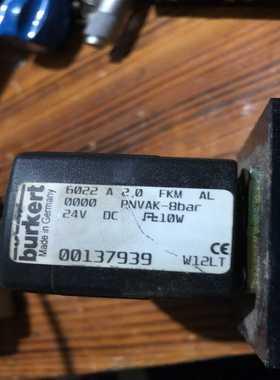 burkert
Made in Germany
6022 A 2,0 FKM AL
0000 PNVAK-8bar
24V DC 10W
00137939
CE
W12LT